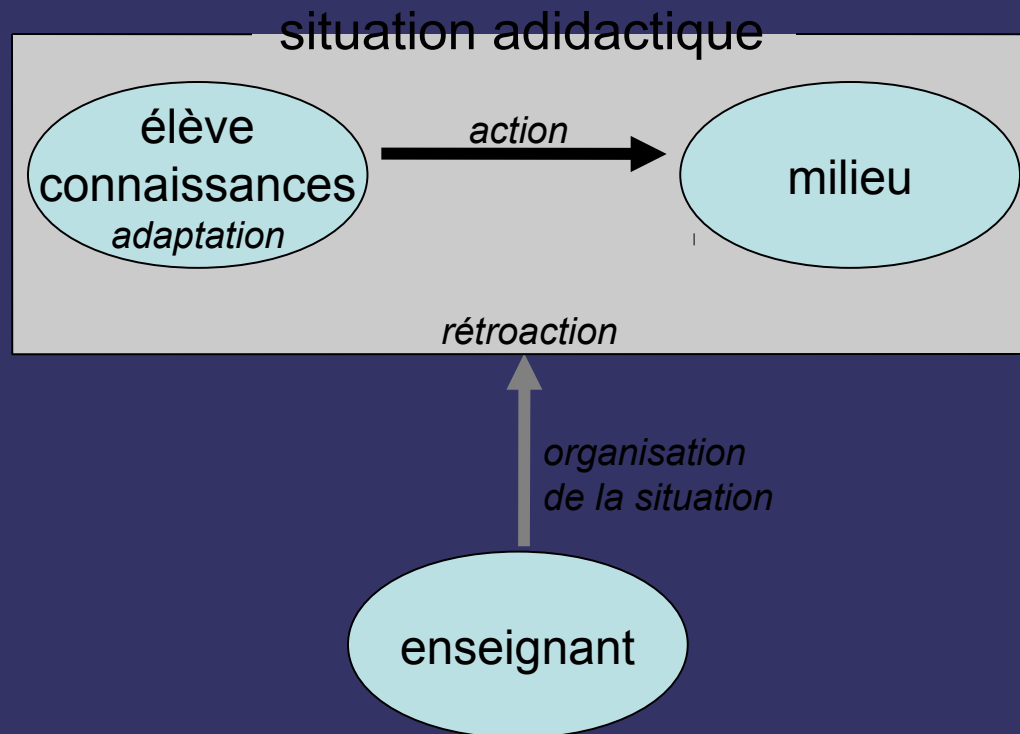 situation adidactique
élève
connaissances
adaptation
action
milieu
rétroaction
organisation
de la situation
enseignant